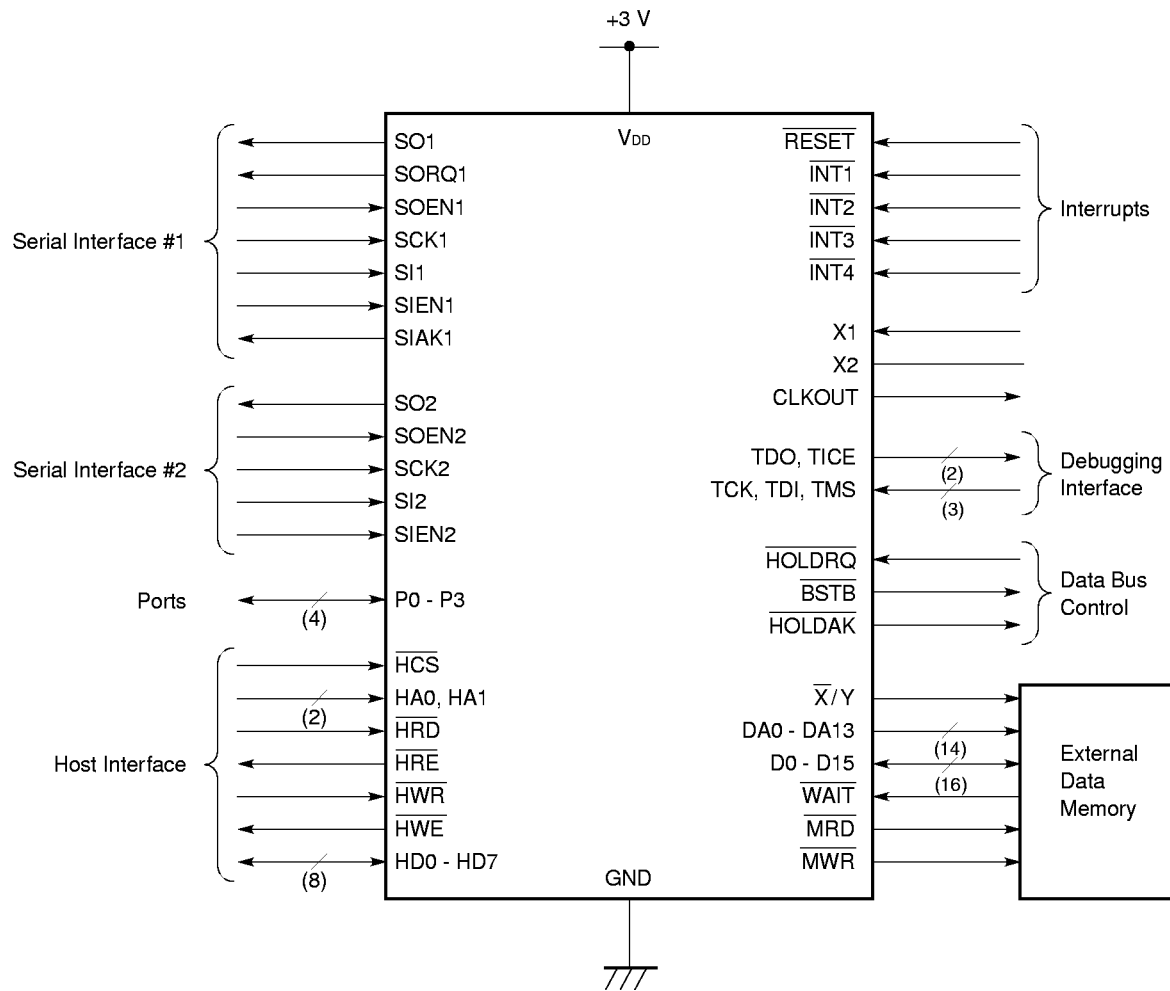 +3 V
VDD
SO1
SORQ1
SOEN1
SCK1
SI1
SIEN1
SIAK1
Serial Interface #1
SO2
SOEN2
SCK2
SI2
SIEN2
Serial Interface #2
Ports
P0 - P3
(4)
HCS
HA0, HA1
(2)
HRD
HRE
HWR
HWE
HD0 - HD7
(8)
Host Interface
GND
RESET
INT1
INT2
INT3
INT4
Interrupts
X1
X2
CLKOUT
TDO, TICE
(2)
TCK, TDI, TMS
(3)
Debugging
Interface
HOLDRQ
BSTB
HOLDAK
Data Bus
Control
X/Y
DA0 - DA13
(14)
D0 - D15
(16)
WAIT
MRD
MWR
External
Data
Memory